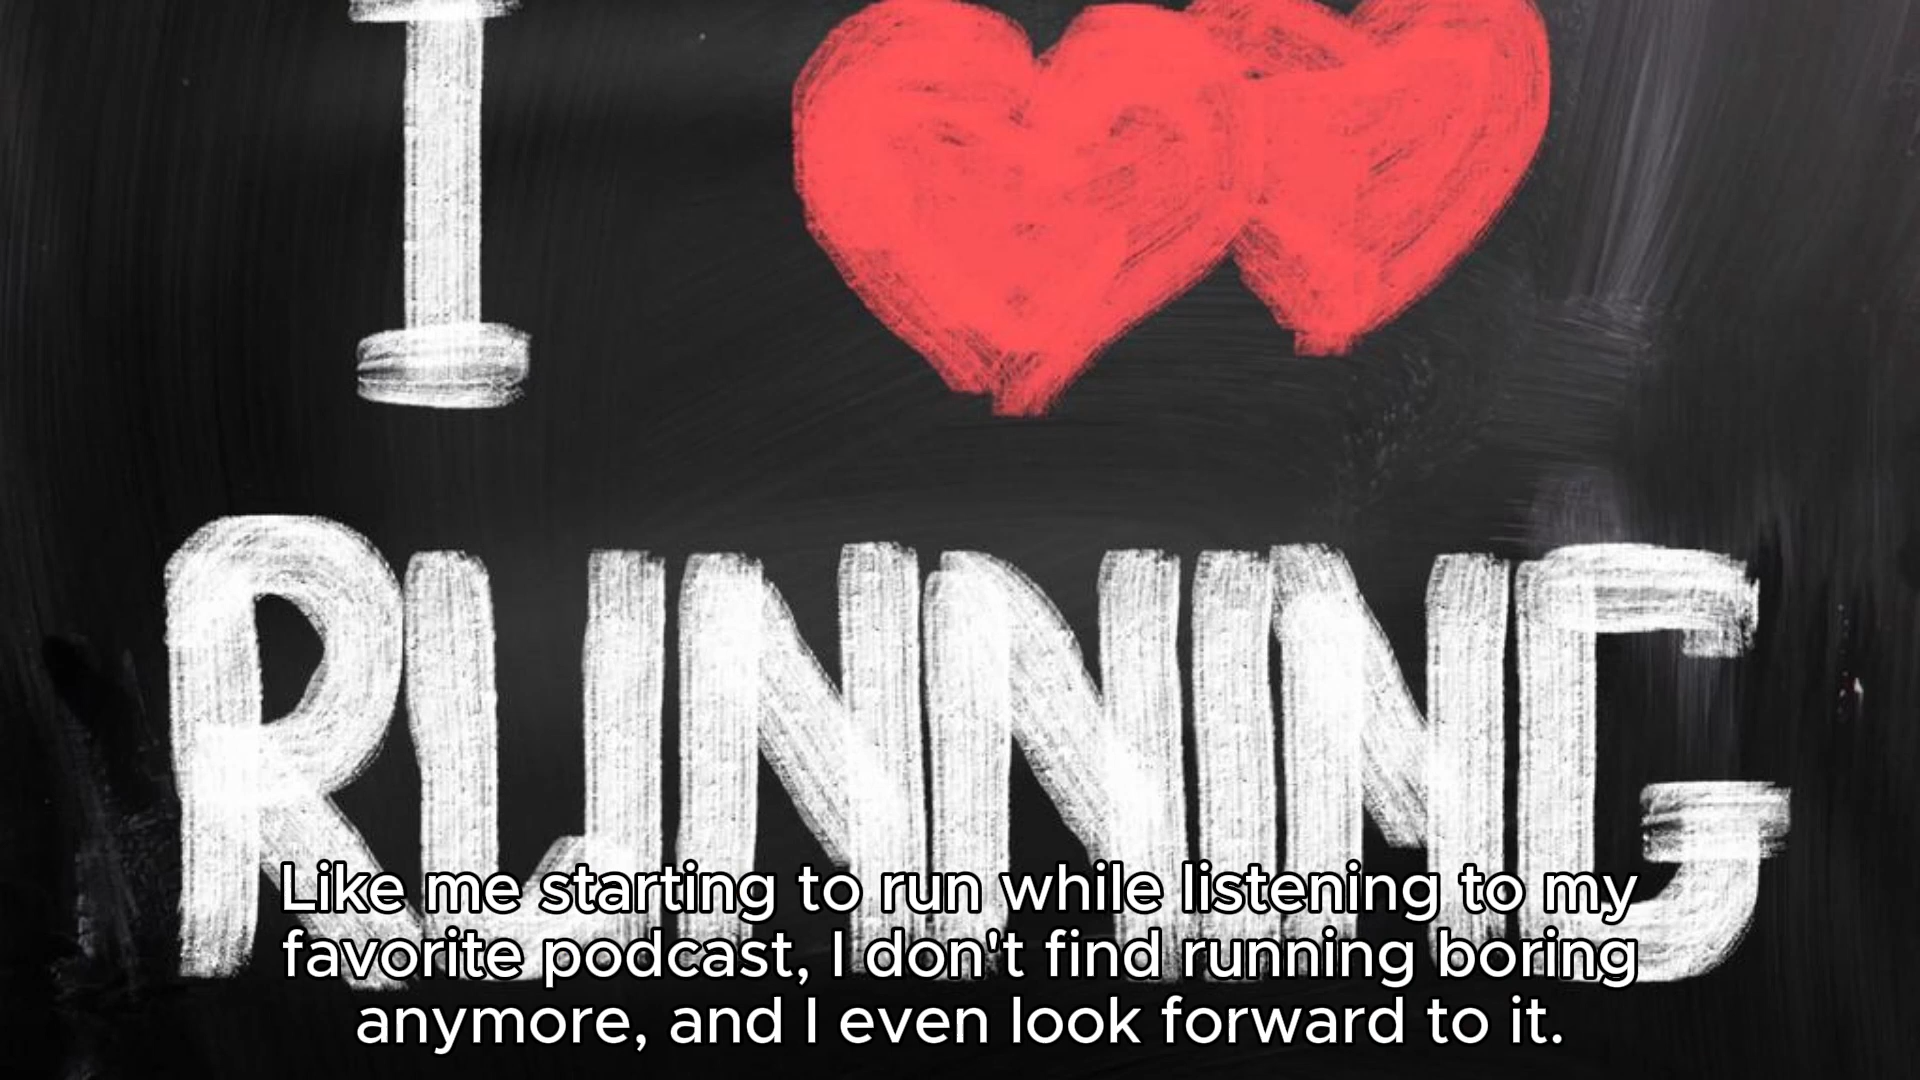 I
RUNNING
Like me starting to run while listening to my
favorite podcast, I don't find running boring
anymore, and I even look forward to it.